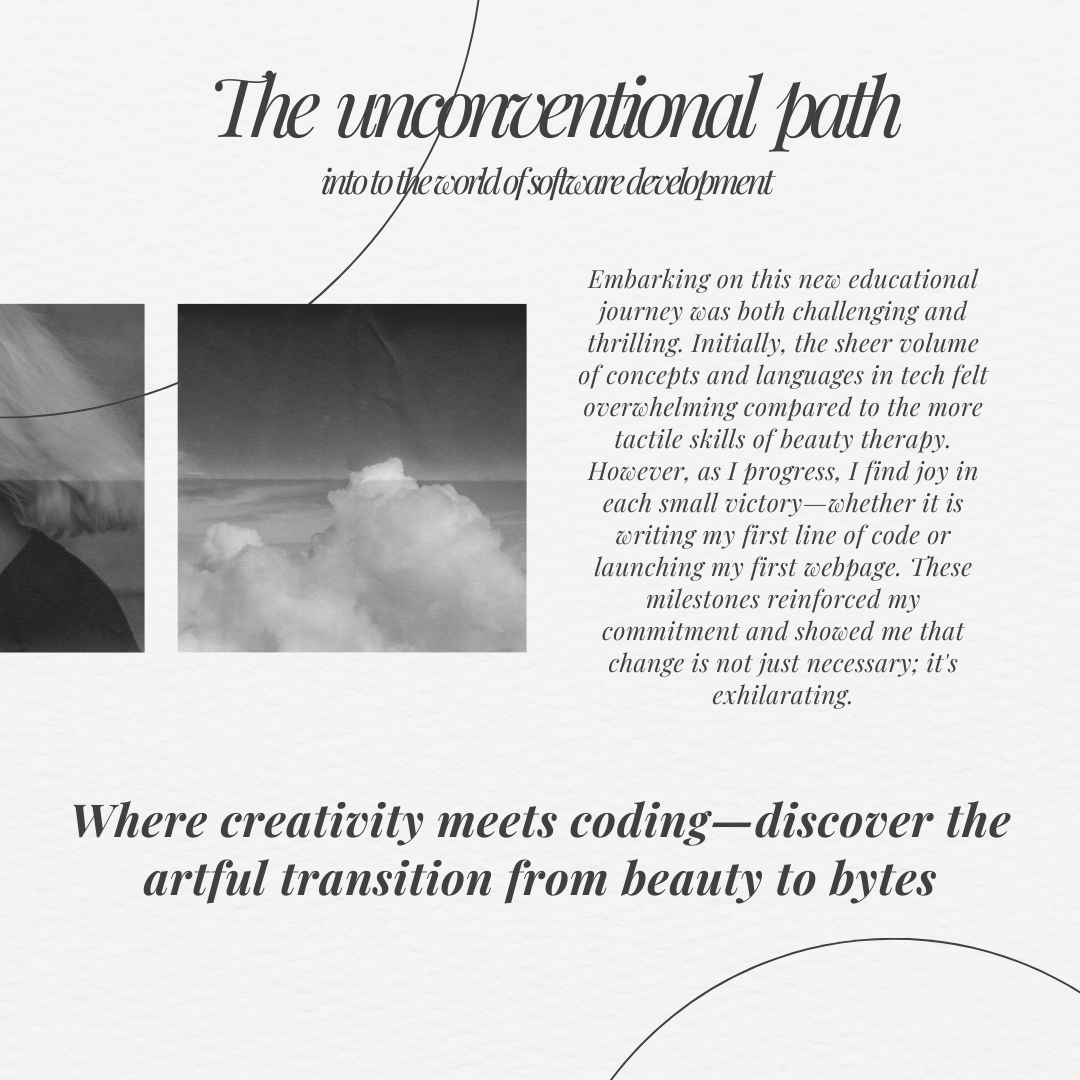 The unconventional path
into to the world of software development
Embarking on this new educational
journey was both challenging and
thrilling. Initially, the sheer volume
of concepts and languages in tech felt
overwhelming compared to the more
tactile skills of beauty therapy.
However, as I progress, I find joy in
each small victory—whether it is
writing my first line of code or
launching my first webpage. These
milestones reinforced my
commitment and showed me that
change is not just necessary; it's
exhilarating.
Where creativity meets coding—discover the
artful transition from beauty to bytes